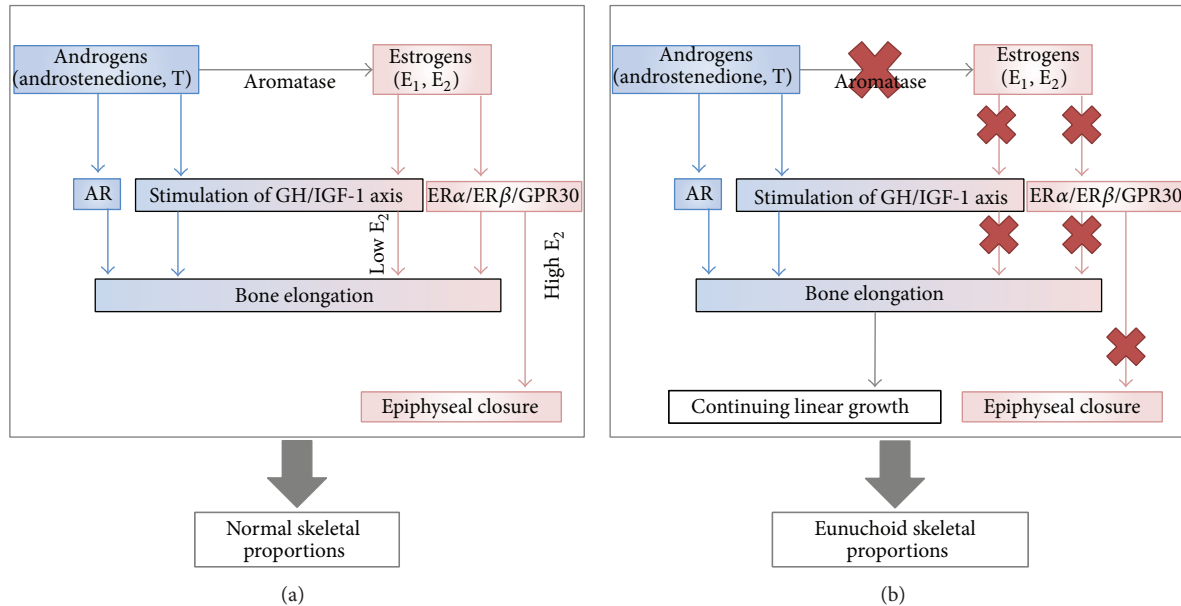 Androgens
(androstenedione, T)
Aromatase
Estrogens
(E₁, E₂)
AR
Stimulation of GH/IGF-1 axis
ERα/ERβ/GPR30
Low E₂
High E₂
Bone elongation
Epiphyseal closure
Normal skeletal
proportions
(a)
Androgens
(androstenedione, T)
Aromatase
Estrogens
(E₁, E₂)
AR
Stimulation of GH/IGF-1 axis
ERα/ERβ/GPR30
Bone elongation
Continuing linear growth
Epiphyseal closure
Eunuchoid skeletal
proportions
(b)